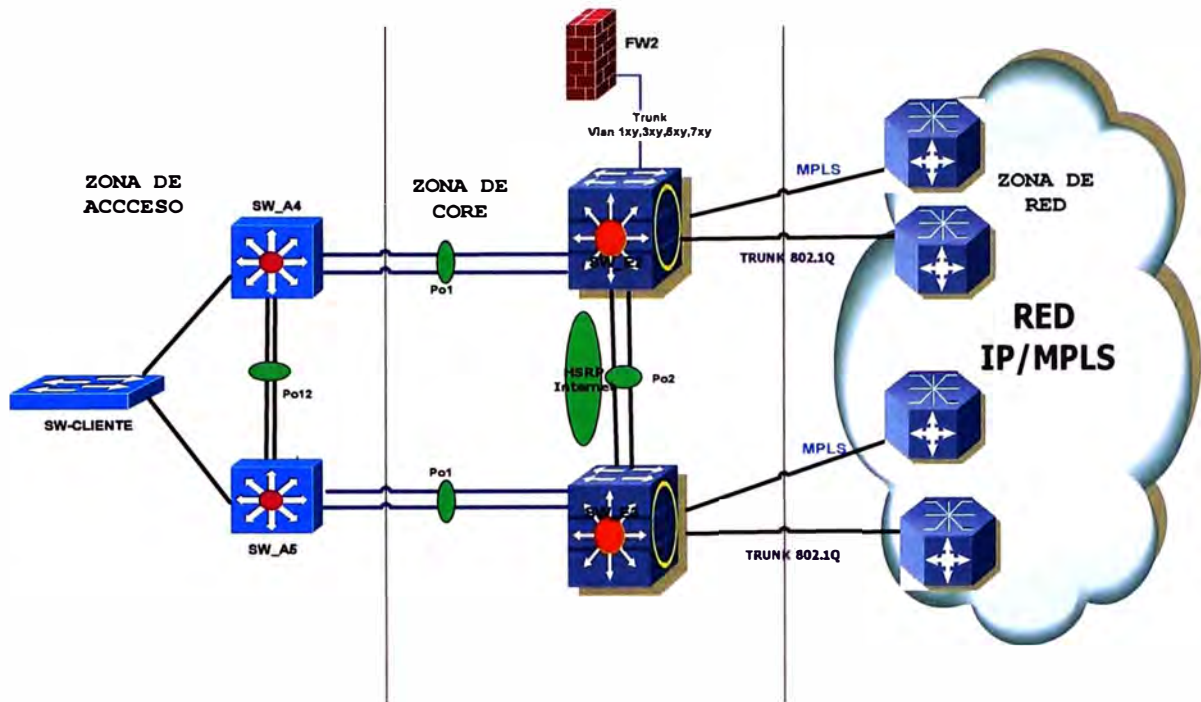 FW2
Trunk
Vlan 1xy,3xy,5xy,7xy
ZONA DE
ACCCESO
ZONA DE
CORE
MPLS
ZONA DE
RED
SW_A4
Po1
TRUNK 802.1Q
RED
IP/MPLS
HSRP
Internet
Po2
Po12
SW-CLIENTE
Po1
MPLS
SW_A5
TRUNK 802.1Q